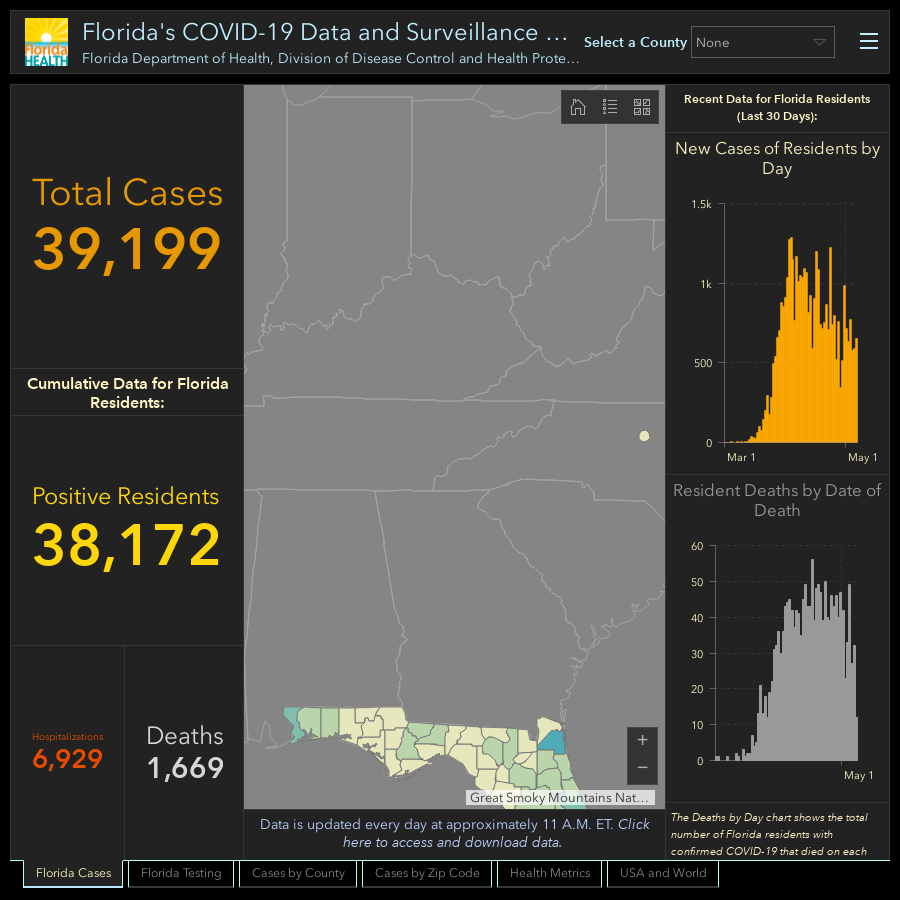 Florida HEALTH
Florida's COVID-19 Data and Surveillance ...
Florida Department of Health, Division of Disease Control and Health Prote...
Select a County
None
Total Cases
39,199
Cumulative Data for Florida
Residents:
Positive Residents
38,172
Hospitalizations
6,929
Deaths
1,669
Great Smoky Mountains Nat...
+
−
Data is updated every day at approximately 11 A.M. ET. Click
here to access and download data.
Recent Data for Florida Residents
(Last 30 Days):
New Cases of Residents by
Day
1.5k
1k
500
0
Mar 1
May 1
Resident Deaths by Date of
Death
60
50
40
30
20
10
0
May 1
The Deaths by Day chart shows the total
number of Florida residents with
confirmed COVID-19 that died on each
Florida Cases
Florida Testing
Cases by County
Cases by Zip Code
Health Metrics
USA and World